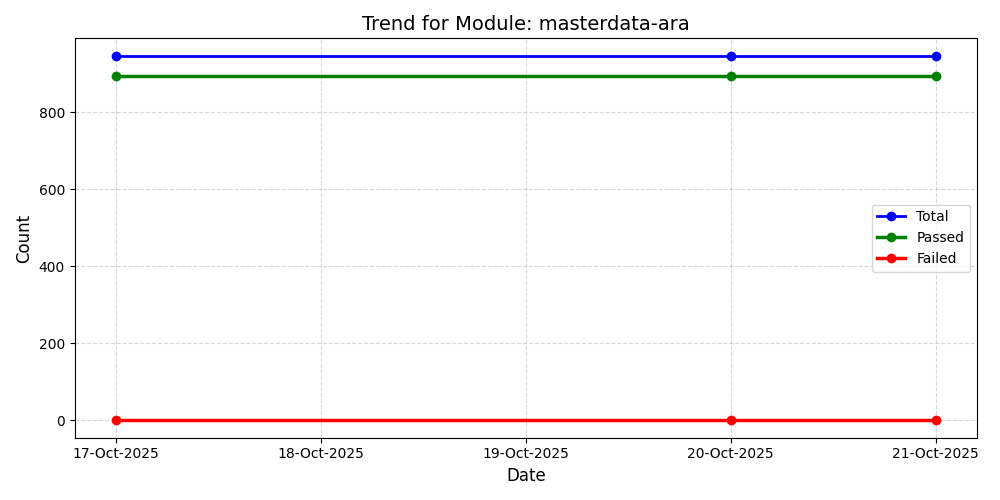 Trend for Module: masterdata-ara
800
600
400
200
0
Count
Total
Passed
Failed
17-Oct-2025 18-Oct-2025 19-Oct-2025 20-Oct-2025 21-Oct-2025
Date